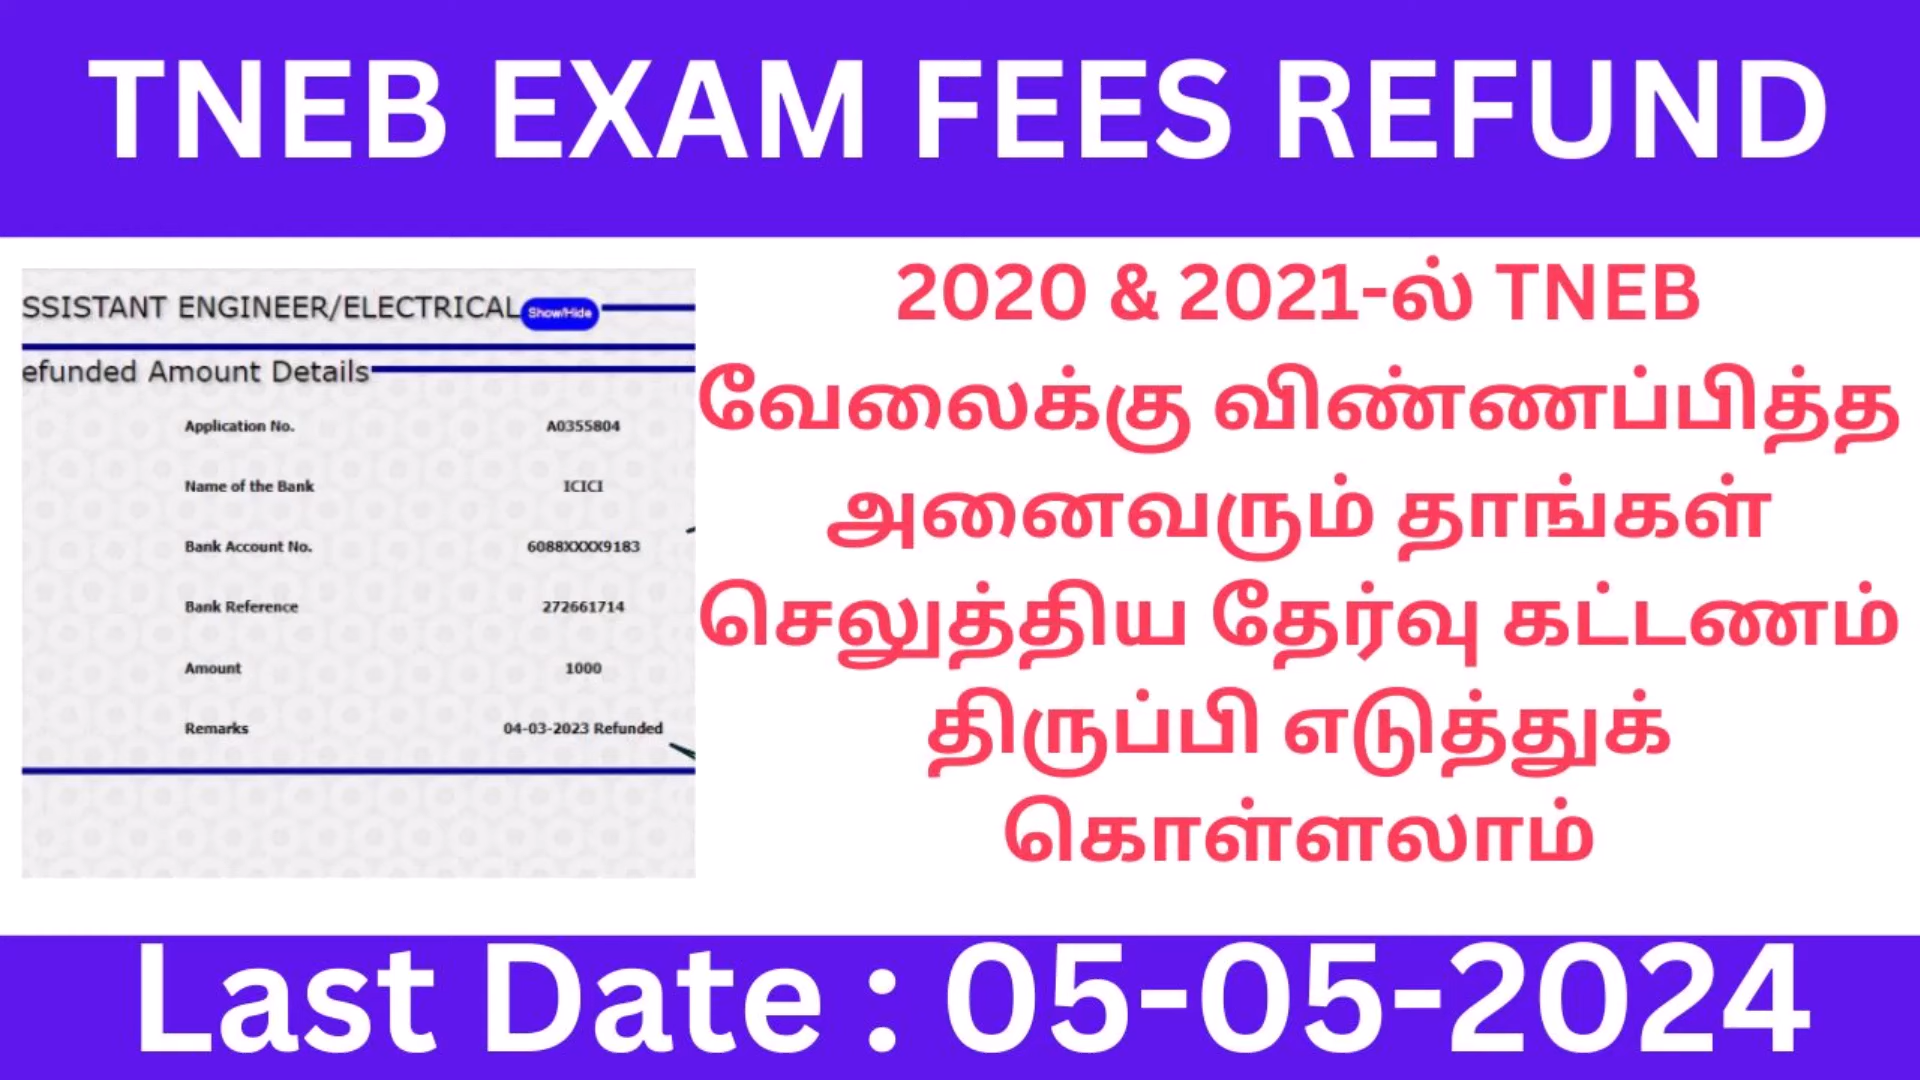 TNEB EXAM FEES REFUND
SSISTANT ENGINEER/ELECTRICAL Show/Hide
efunded Amount Details
Application No. A0355804
Name of the Bank ICICI
Bank Account No. 6088XXXX9183
Bank Reference 272661714
Amount 1000
Remarks 04-03-2023 Refunded
2020 & 2021-ல் TNEB
வேலைக்கு விண்ணப்பித்த
அனைவரும் தாங்கள்
செலுத்திய தேர்வு கட்டணம்
திருப்பி எடுத்துக்
கொள்ளலாம்
Last Date : 05-05-2024